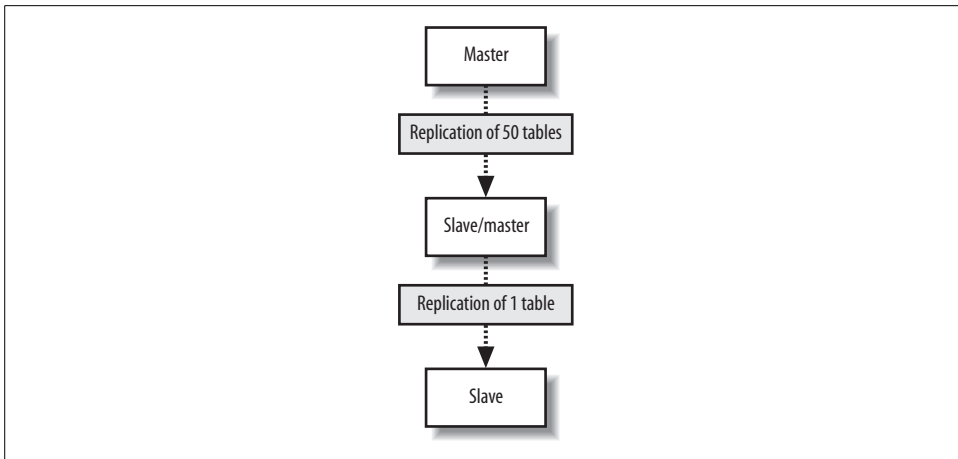 Master
Replication of 50 tables
Slave/master
Replication of 1 table
Slave